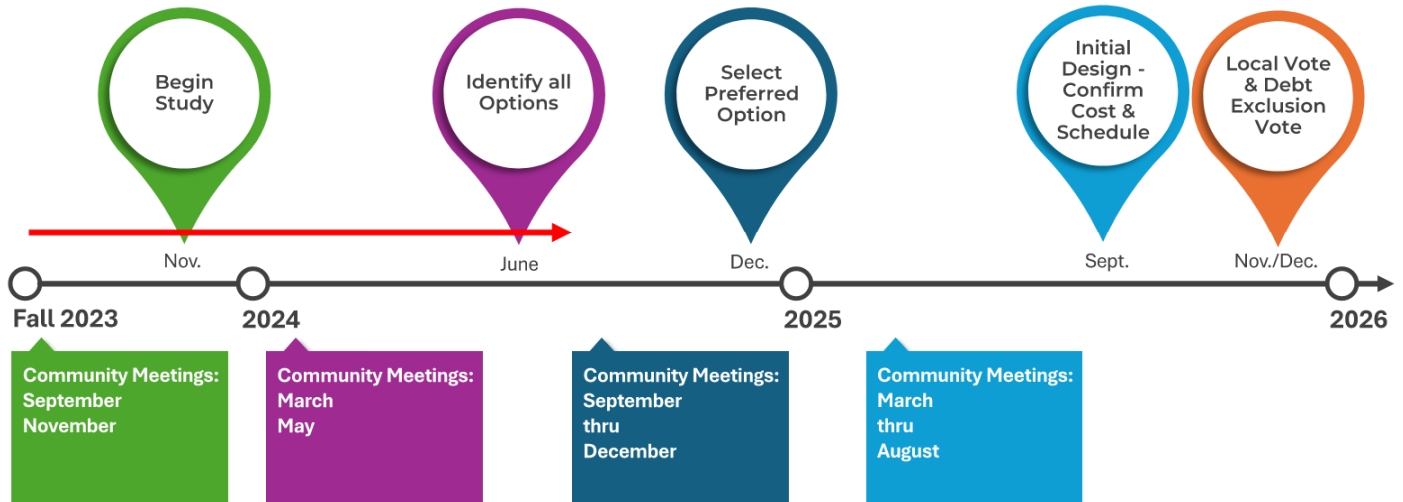 Begin
Study
Identify all
Options
Select
Preferred
Option
Initial
Design -
Confirm
Cost &
Schedule
Local Vote
& Debt
Exclusion
Vote
Nov.
June
Dec.
Sept.
Nov./Dec.
Fall 2023
2024
2025
2026
Community Meetings:
September
November
Community Meetings:
March
May
Community Meetings:
September
thru
December
Community Meetings:
March
thru
August